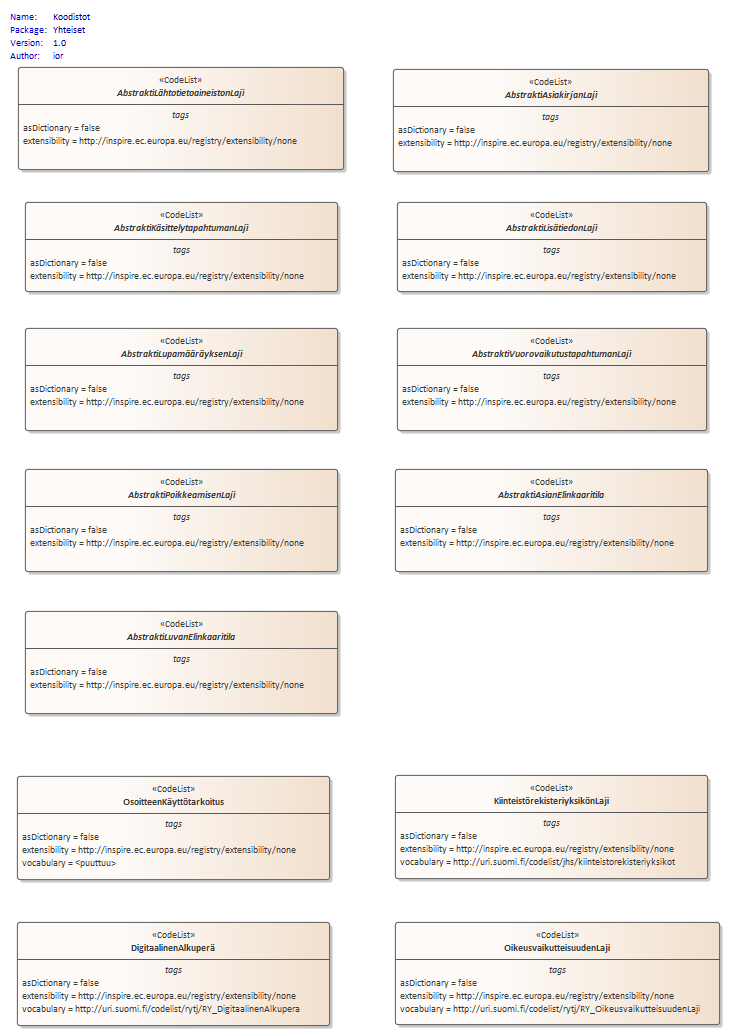 Name: Koodistot
Package: Yhteiset
Version: 1.0
Author: ior
«CodeList»
AbstraktiLähtotietoaineistonLaji
tags
asDictionary = false
extensibility = http://inspire.ec.europa.eu/registry/extensibility/none
«CodeList»
AbstraktiAsiakirjanLaji
tags
asDictionary = false
extensibility = http://inspire.ec.europa.eu/registry/extensibility/none
«CodeList»
AbstraktiKäsittelytapahtumanLaji
tags
asDictionary = false
extensibility = http://inspire.ec.europa.eu/registry/extensibility/none
«CodeList»
AbstraktiLisätiedonLaji
tags
asDictionary = false
extensibility = http://inspire.ec.europa.eu/registry/extensibility/none
«CodeList»
AbstraktiLupamääräyksenLaji
tags
asDictionary = false
extensibility = http://inspire.ec.europa.eu/registry/extensibility/none
«CodeList»
AbstraktiVuorovaikutustapahtumanLaji
tags
asDictionary = false
extensibility = http://inspire.ec.europa.eu/registry/extensibility/none
«CodeList»
AbstraktiPoikkeamisenLaji
tags
asDictionary = false
extensibility = http://inspire.ec.europa.eu/registry/extensibility/none
«CodeList»
AbstraktiAsianElinkaaritila
tags
asDictionary = false
extensibility = http://inspire.ec.europa.eu/registry/extensibility/none
«CodeList»
AbstraktiLuvanElinkaaritila
tags
asDictionary = false
extensibility = http://inspire.ec.europa.eu/registry/extensibility/none
«CodeList»
OsoitteenKäyttötarkoitus
tags
asDictionary = false
extensibility = http://inspire.ec.europa.eu/registry/extensibility/none
vocabulary = <puuttuu>
«CodeList»
KiinteistörekisteriyksikönLaji
tags
asDictionary = false
extensibility = http://inspire.ec.europa.eu/registry/extensibility/none
vocabulary = http://uri.suomi.fi/codelist/jhs/kiinteistorekisteriyksikot
«CodeList»
DigitaalinenAlkuperä
tags
asDictionary = false
extensibility = http://inspire.ec.europa.eu/registry/extensibility/none
vocabulary = http://uri.suomi.fi/codelist/rytj/RY_DigitaalinenAlkupera
«CodeList»
OikeusvaikutteisuudenLaji
tags
asDictionary = false
extensibility = http://inspire.ec.europa.eu/registry/extensibility/none
vocabulary = http://uri.suomi.fi/codelist/rytj/RY_OikeusvaikutteisuudenLaji